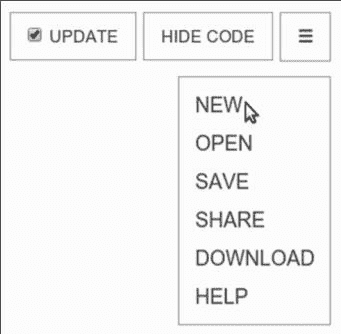 UPDATE HIDE CODE
NEW
OPEN
SAVE
SHARE
DOWNLOAD
HELP